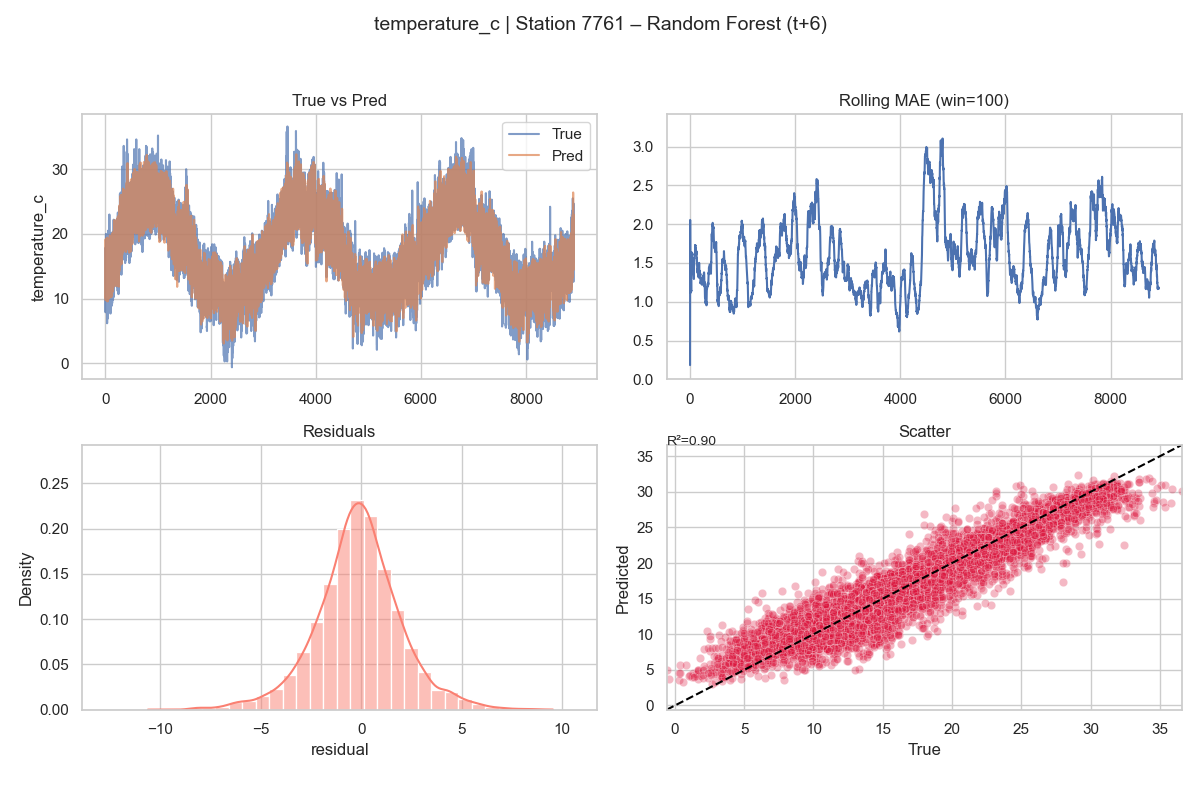 temperature_c | Station 7761 – Random Forest (t+6)
True vs Pred
temperature_c
30
20
10
0
0 2000 4000 6000 8000
True
Pred
Rolling MAE (win=100)
3.0
2.5
2.0
1.5
1.0
0.5
0.0
0 2000 4000 6000 8000
Residuals
Density
0.25
0.20
0.15
0.10
0.05
0.00
−10 −5 0 5 10
residual
Scatter
R²=0.90
Predicted
35
30
25
20
15
10
5
0
0 5 10 15 20 25 30 35
True